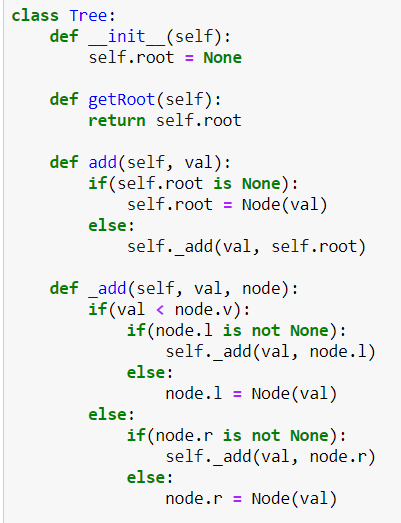 class Tree:
    def __init__(self):
        self.root = None

    def getRoot(self):
        return self.root

    def add(self, val):
        if(self.root is None):
            self.root = Node(val)
        else:
            self._add(val, self.root)

    def _add(self, val, node):
        if(val < node.v):
            if(node.l is not None):
                self._add(val, node.l)
            else:
                node.l = Node(val)
        else:
            if(node.r is not None):
                self._add(val, node.r)
            else:
                node.r = Node(val)